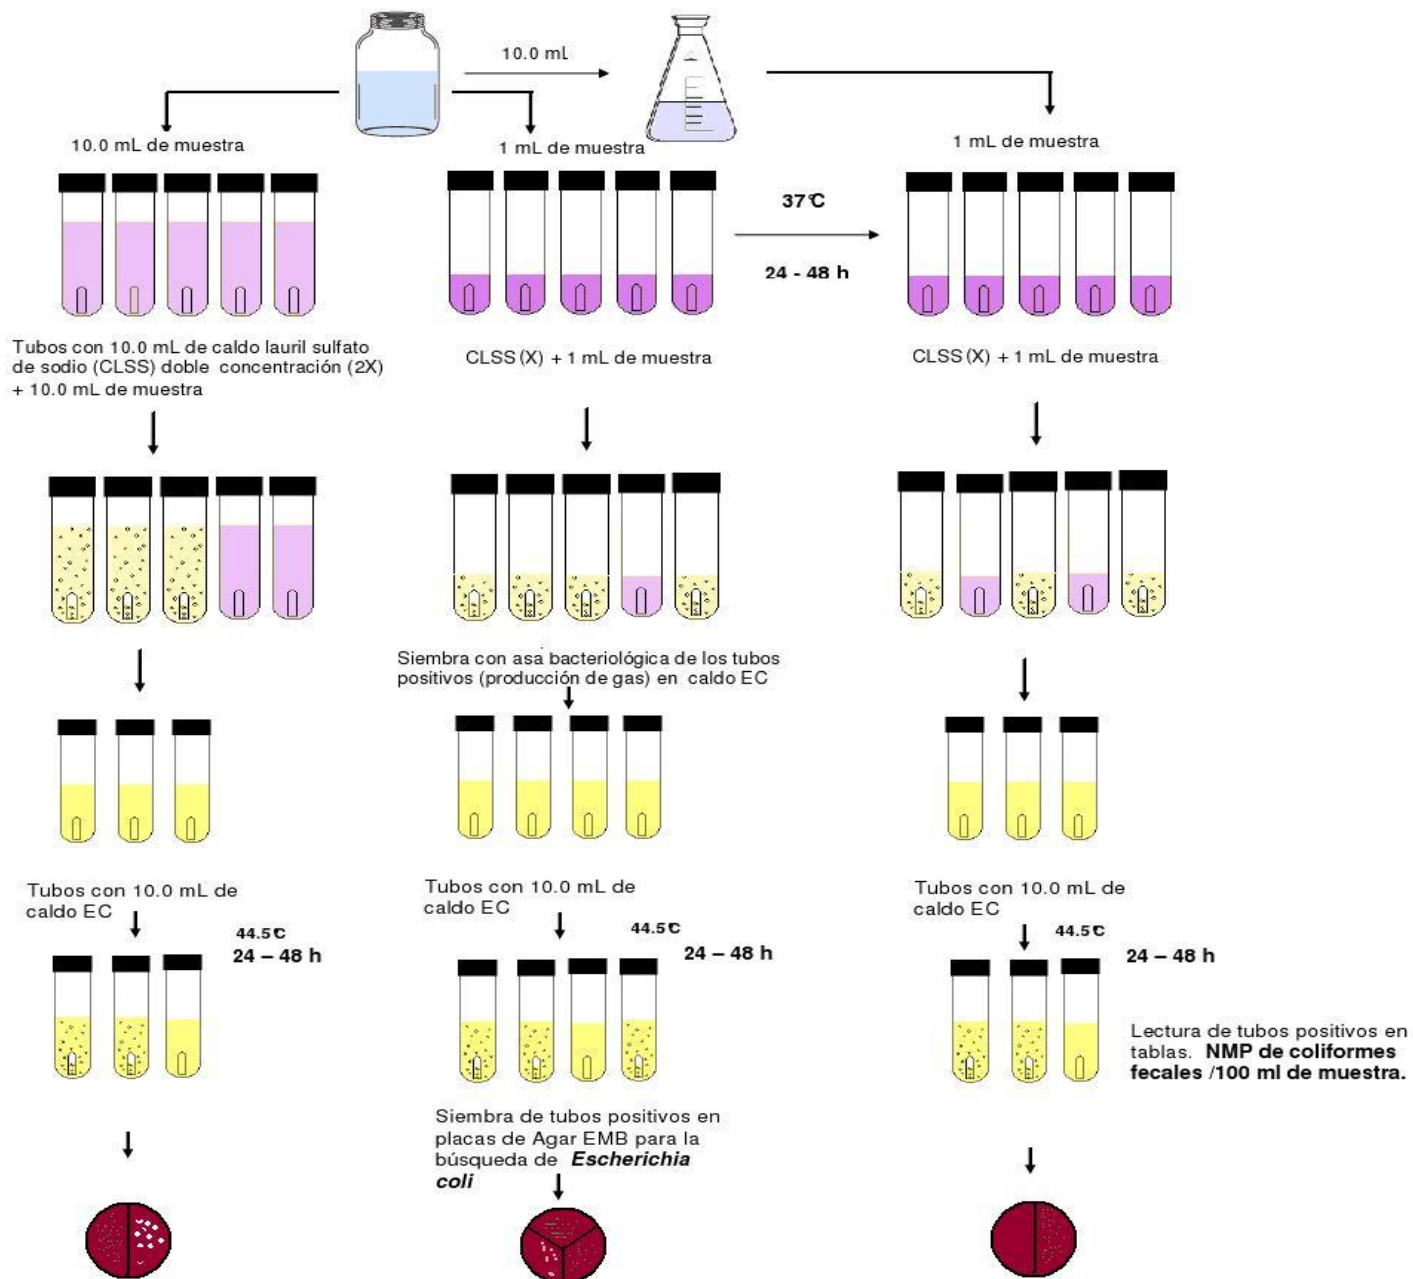 10.0 mL
10.0 mL de muestra
1 mL de muestra
1 mL de muestra
37°C
24 - 48 h
Tubos con 10.0 mL de caldo lauril sulfato
de sodio (CLSS) doble concentración (2X)
+ 10.0 mL de muestra
CLSS (X) + 1 mL de muestra
CLSS (X) + 1 mL de muestra
Siembra con asa bacteriológica de los tubos
positivos (producción de gas) en caldo EC
Tubos con 10.0 mL de
caldo EC
44.5°C
24 – 48 h
Tubos con 10.0 mL de
caldo EC
44.5°C
24 – 48 h
Tubos con 10.0 mL de
caldo EC
44.5°C
24 – 48 h
Lectura de tubos positivos en
tablas. NMP de coliformes
fecales /100 ml de muestra.
Siembra de tubos positivos en
placas de Agar EMB para la
búsqueda de Escherichia
coli